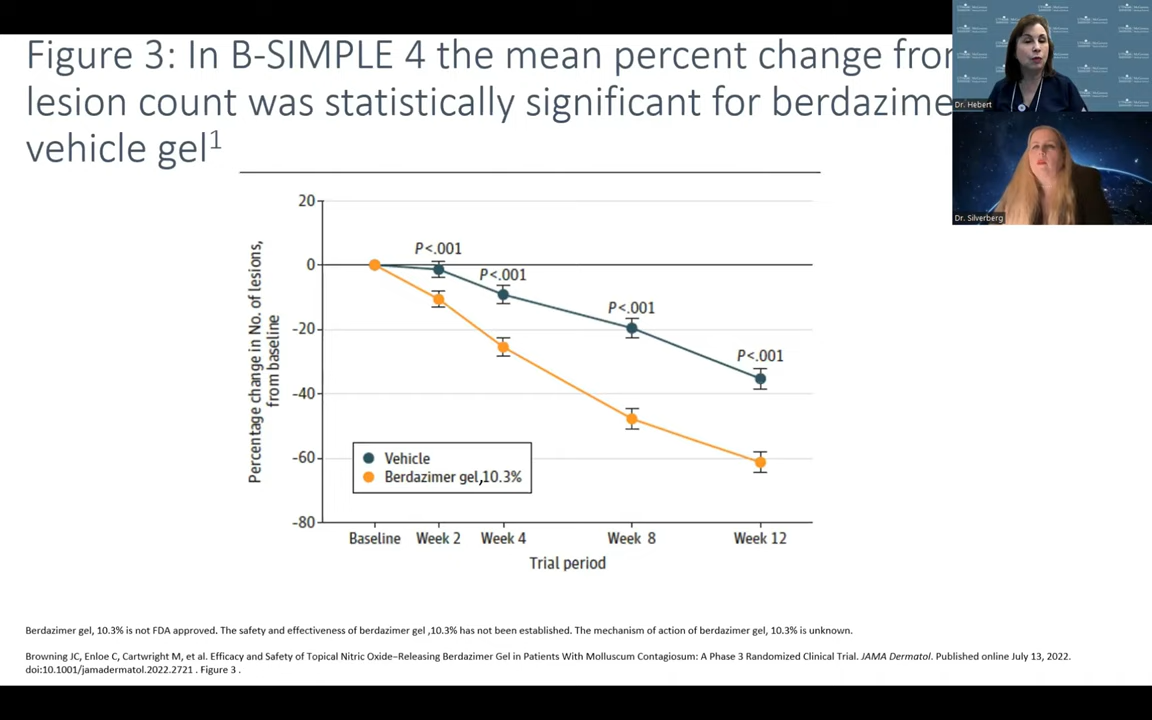 Figure 3: In B-SIMPLE 4 the mean percent change
lesion count was statistically significant for
vehicle gel1
Dr. Hebert
Dr. Silverberg
20
0
-20
-40
-60
-80
Percentage change in No. of lesions,
from baseline
P<.001
P<.001
P<.001
P<.001
Vehicle
Berdazimer gel,10.3%
Baseline Week 2 Week 4 Week 8 Week 12
Trial period
Berdazimer gel, 10.3% is not FDA approved. The safety and effectiveness of berdazimer gel ,10.3% has not been established. The mechanism of action of berdazimer gel, 10.3% is unknown.
Browning JC, Enloe C, Cartwright M, et al. Efficacy and Safety of Topical Nitric Oxide–Releasing Berdazimer Gel in Patients With Molluscum Contagiosum: A Phase 3 Randomized Clinical Trial. JAMA Dermatol. Published online July 13, 2022.
doi:10.1001/jamadermatol.2022.2721 . Figure 3 .